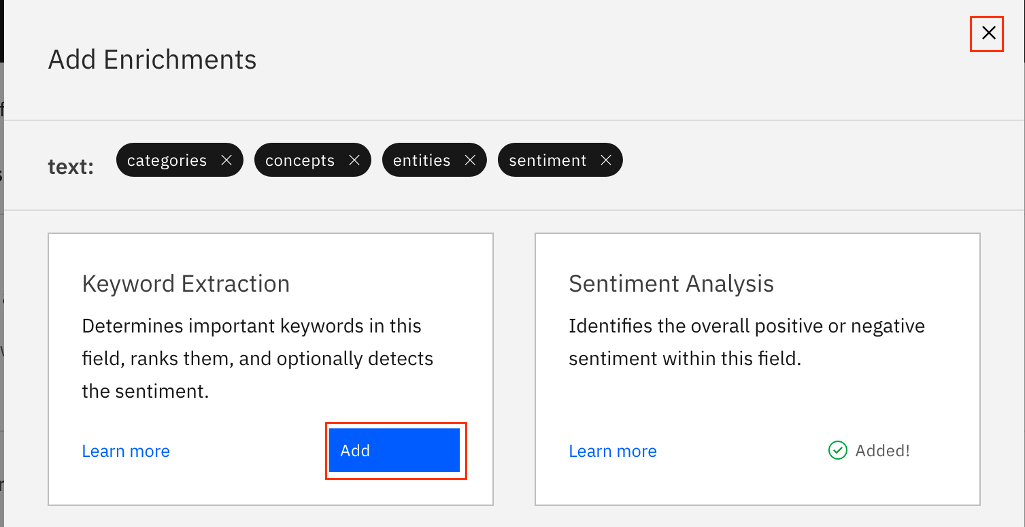 Add Enrichments
text: categories concepts entities sentiment
Keyword Extraction
Determines important keywords in this
field, ranks them, and optionally detects
the sentiment.
Learn more
Add
Sentiment Analysis
Identifies the overall positive or negative
sentiment within this field.
Learn more
Added!